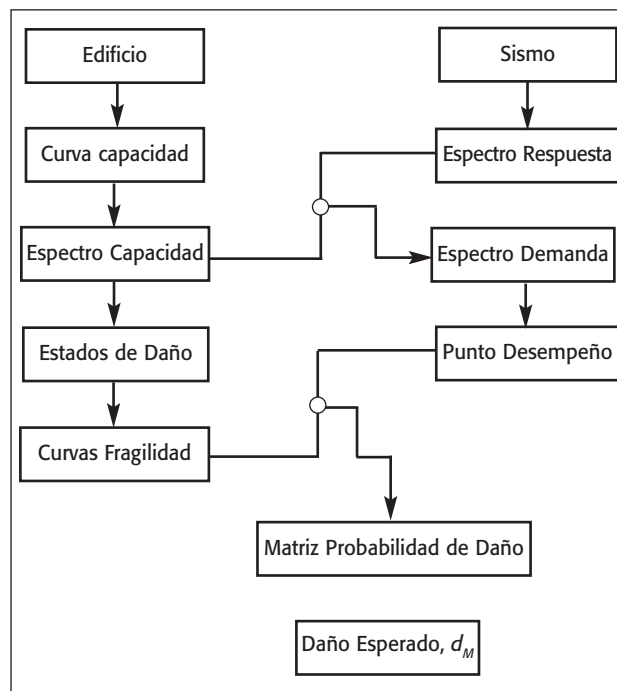 Edificio
Sismo
Curva capacidad
Espectro Respuesta
Espectro Capacidad
Espectro Demanda
Estados de Daño
Punto Desempeño
Curvas Fragilidad
Matriz Probabilidad de Daño
Daño Esperado, d_M